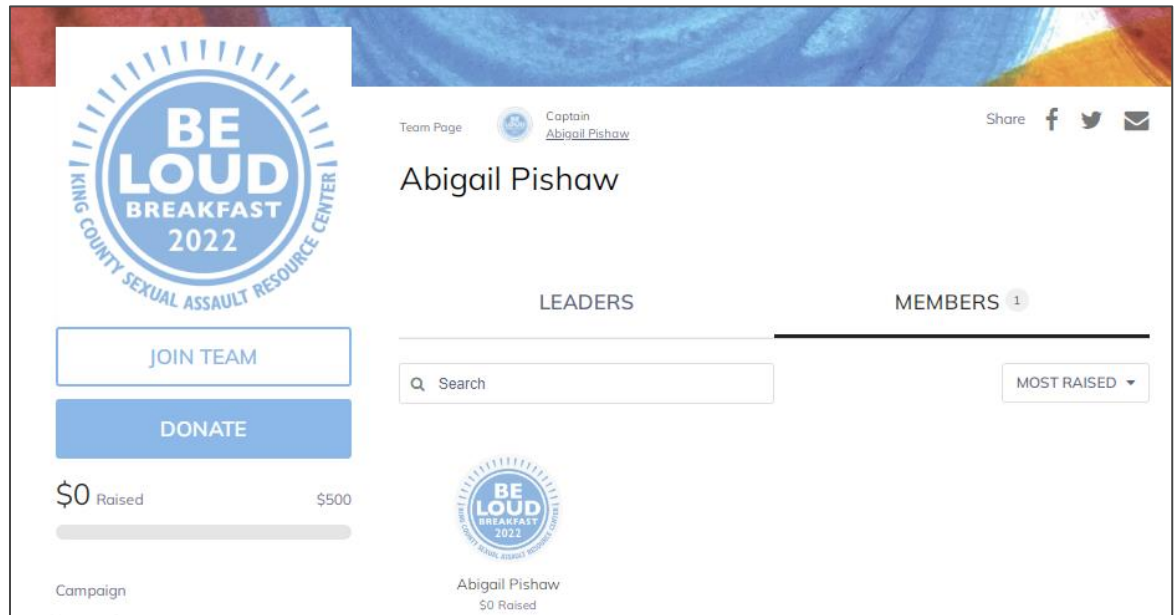 BE
LOUD
BREAKFAST
2022
KING COUNTY SEXUAL ASSAULT RESOURCE CENTER
JOIN TEAM
DONATE
$0 Raised
$500
Campaign
Team Page
Captain
Abigail Pishaw
Share
Abigail Pishaw
LEADERS
MEMBERS 1
Search
MOST RAISED
BE
LOUD
BREAKFAST
2022
KING COUNTY SEXUAL ASSAULT RESOURCE CENTER
Abigail Pishaw
$0 Raised